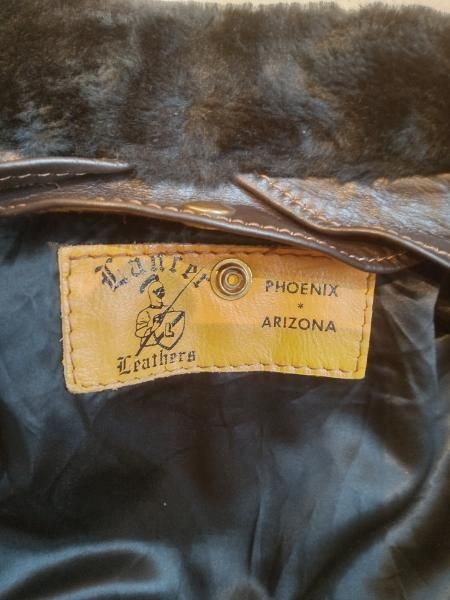 Lancer
L
Leathers
PHOENIX
*
ARIZONA